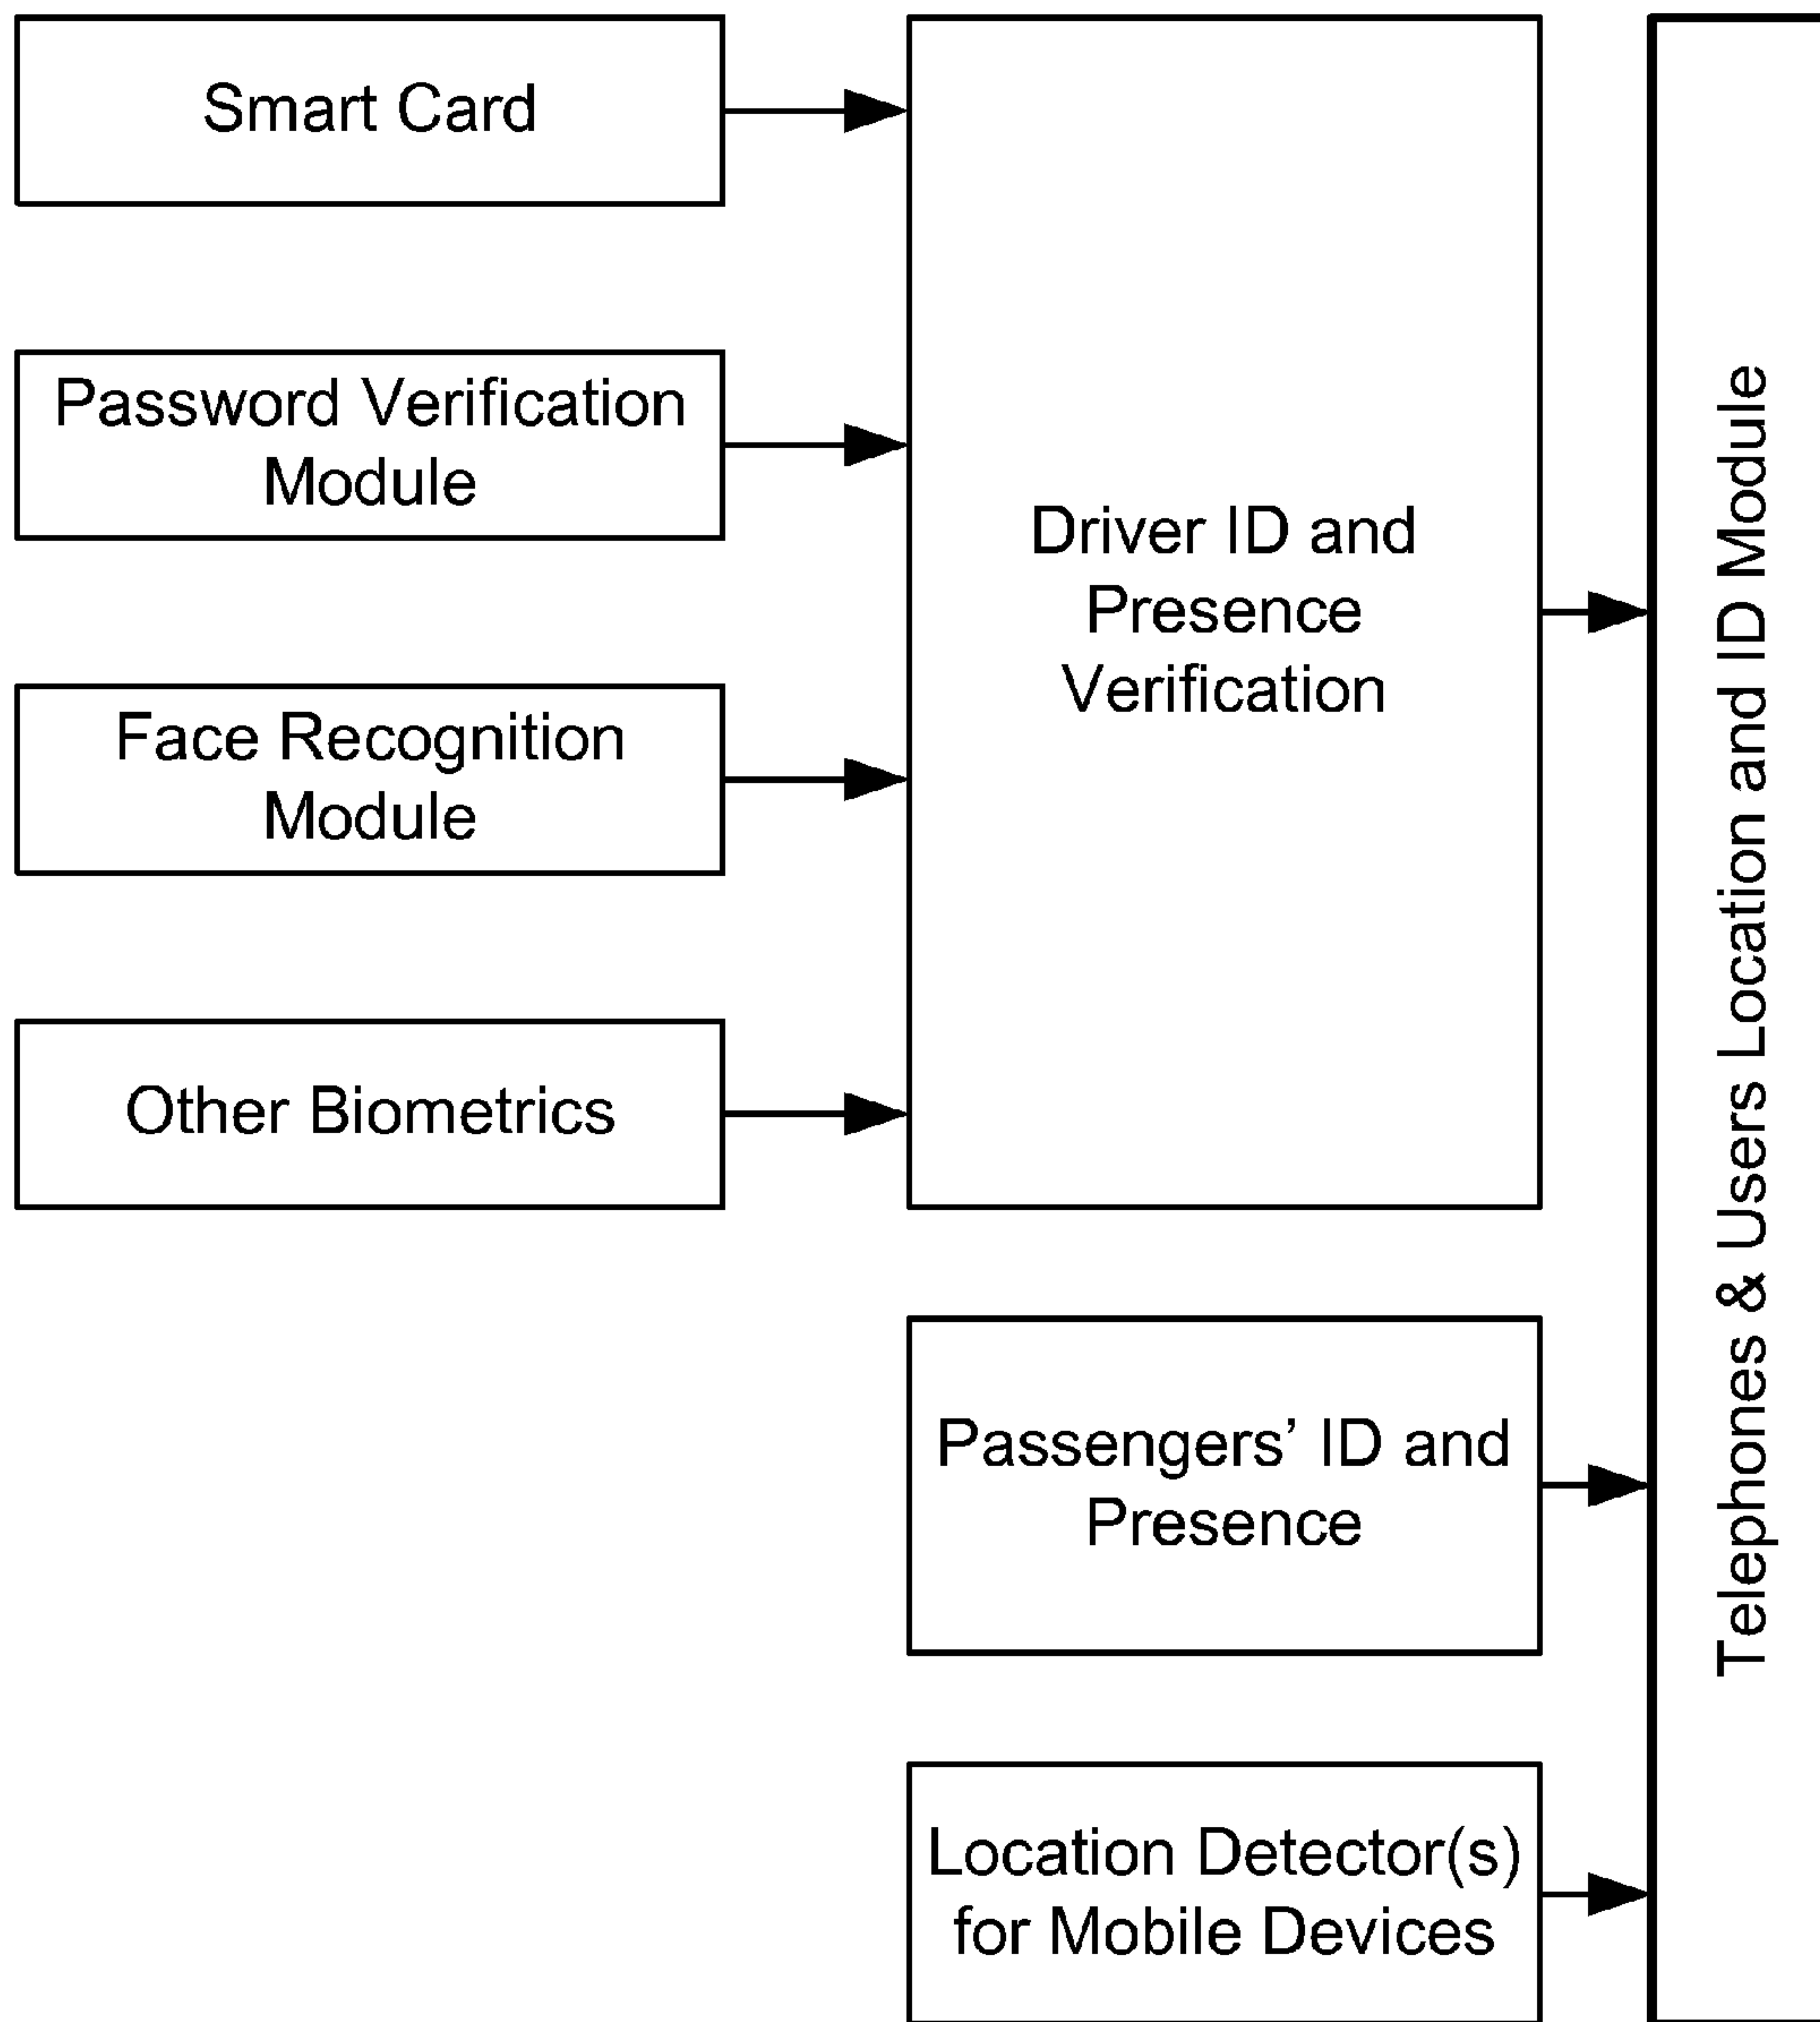 Smart Card
Password Verification
Module
Face Recognition
Module
Other Biometrics
Driver ID and
Presence
Verification
Passengers’ ID and
Presence
Location Detector(s)
for Mobile Devices
Telephones & Users Location and ID Module